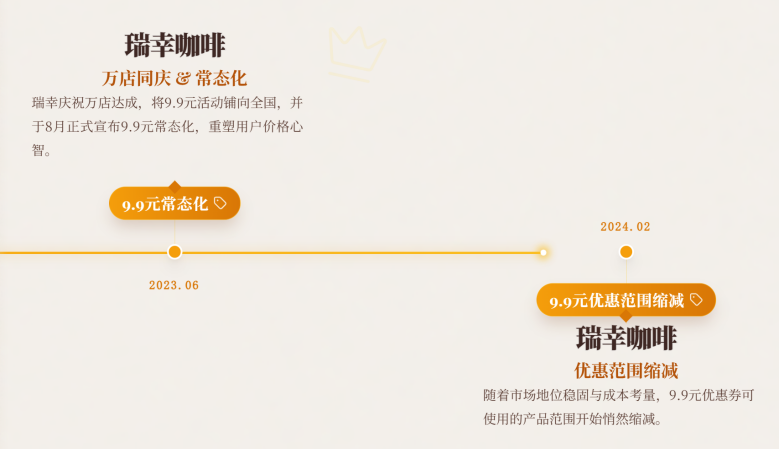 瑞幸咖啡
万店同庆 & 常态化
瑞幸庆祝万店达成，将9.9元活动铺向全国，并
于8月正式宣布9.9元常态化，重塑用户价格心
智。
9.9元常态化
2023.06
2024.02
9.9元优惠范围缩减
瑞幸咖啡
优惠范围缩减
随着市场地位稳固与成本考量，9.9元优惠券可
使用的产品范围开始悄然缩减。